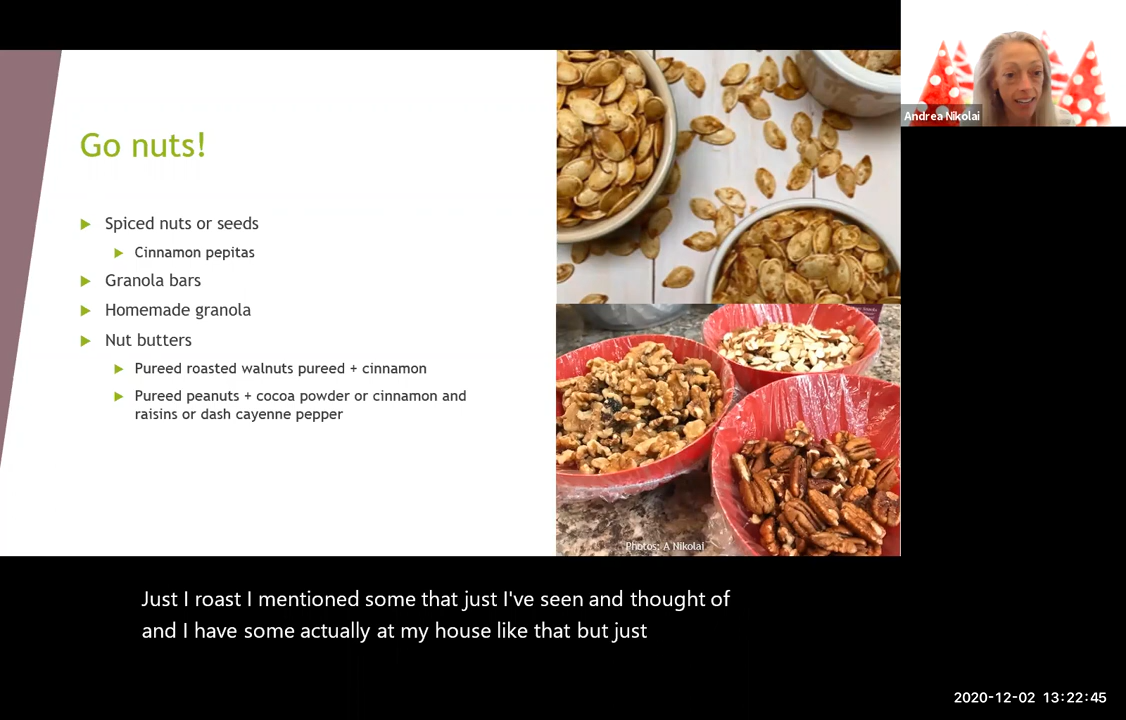 Go nuts!
Spiced nuts or seeds
Cinnamon pepitas
Granola bars
Homemade granola
Nut butters
Pureed roasted walnuts pureed + cinnamon
Pureed peanuts + cocoa powder or cinnamon and
raisins or dash cayenne pepper
Photos: A Nikolai
Andrea Nikolai
Just I roast I mentioned some that just I've seen and thought of
and I have some actually at my house like that but just
2020-12-02 13:22:45